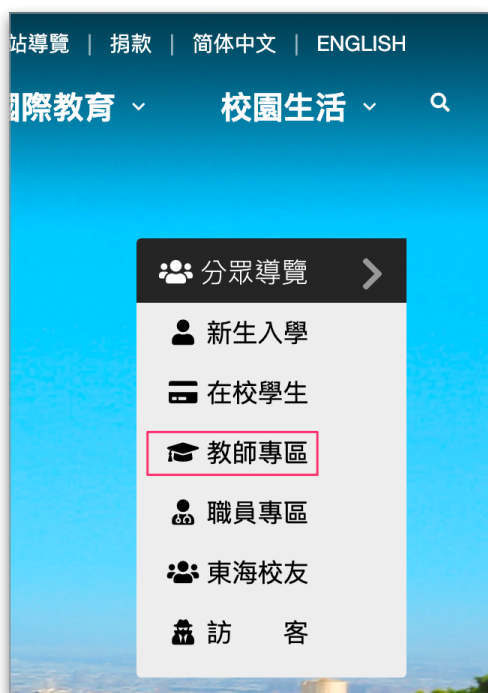 站導覽 | 捐款 | 简体中文 | ENGLISH
國際教育 校園生活
分眾導覽
新生入學
在校學生
教師專區
職員專區
東海校友
訪 客